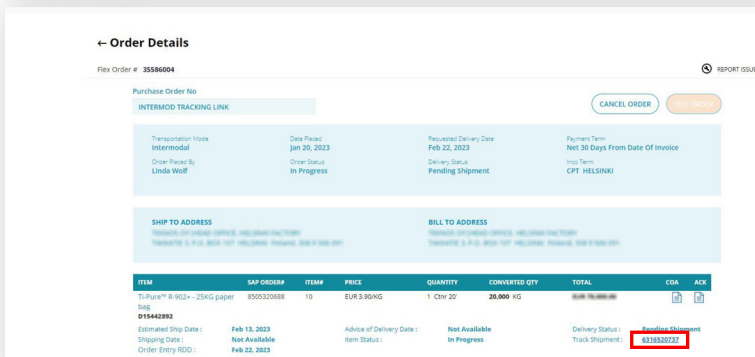 ← Order Details
Flex Order # 35586004
REPORT ISSUE
Purchase Order No
INTERMOD TRACKING LINK
CANCEL ORDER
EDIT ORDER
Transportation Mode Date Placed Requested Delivery Date Payment Term
Intermodal Jan 20, 2023 Feb 22, 2023 Net 30 Days From Date Of Invoice
Order Placed By Order Status Delivery Status Inco Term
Linda Wolf In Progress Pending Shipment CPT HELSINKI
SHIP TO ADDRESS BILL TO ADDRESS
ITEM SAP ORDER# ITEM# PRICE QUANTITY CONVERTED QTY TOTAL COA ACK
Ti-Pure™ R-902+ - 25KG paper 8505320688 10 EUR 3.90/KG 1 Ctnr 20' 20,000 KG
bag
D15442892
Estimated Ship Date : Feb 13, 2023 Advice of Delivery Date : Not Available Delivery Status : Pending Shipment
Shipping Date : Not Available Item Status : In Progress Track Shipment : 6316520737
Order Entry RDD : Feb 22, 2023